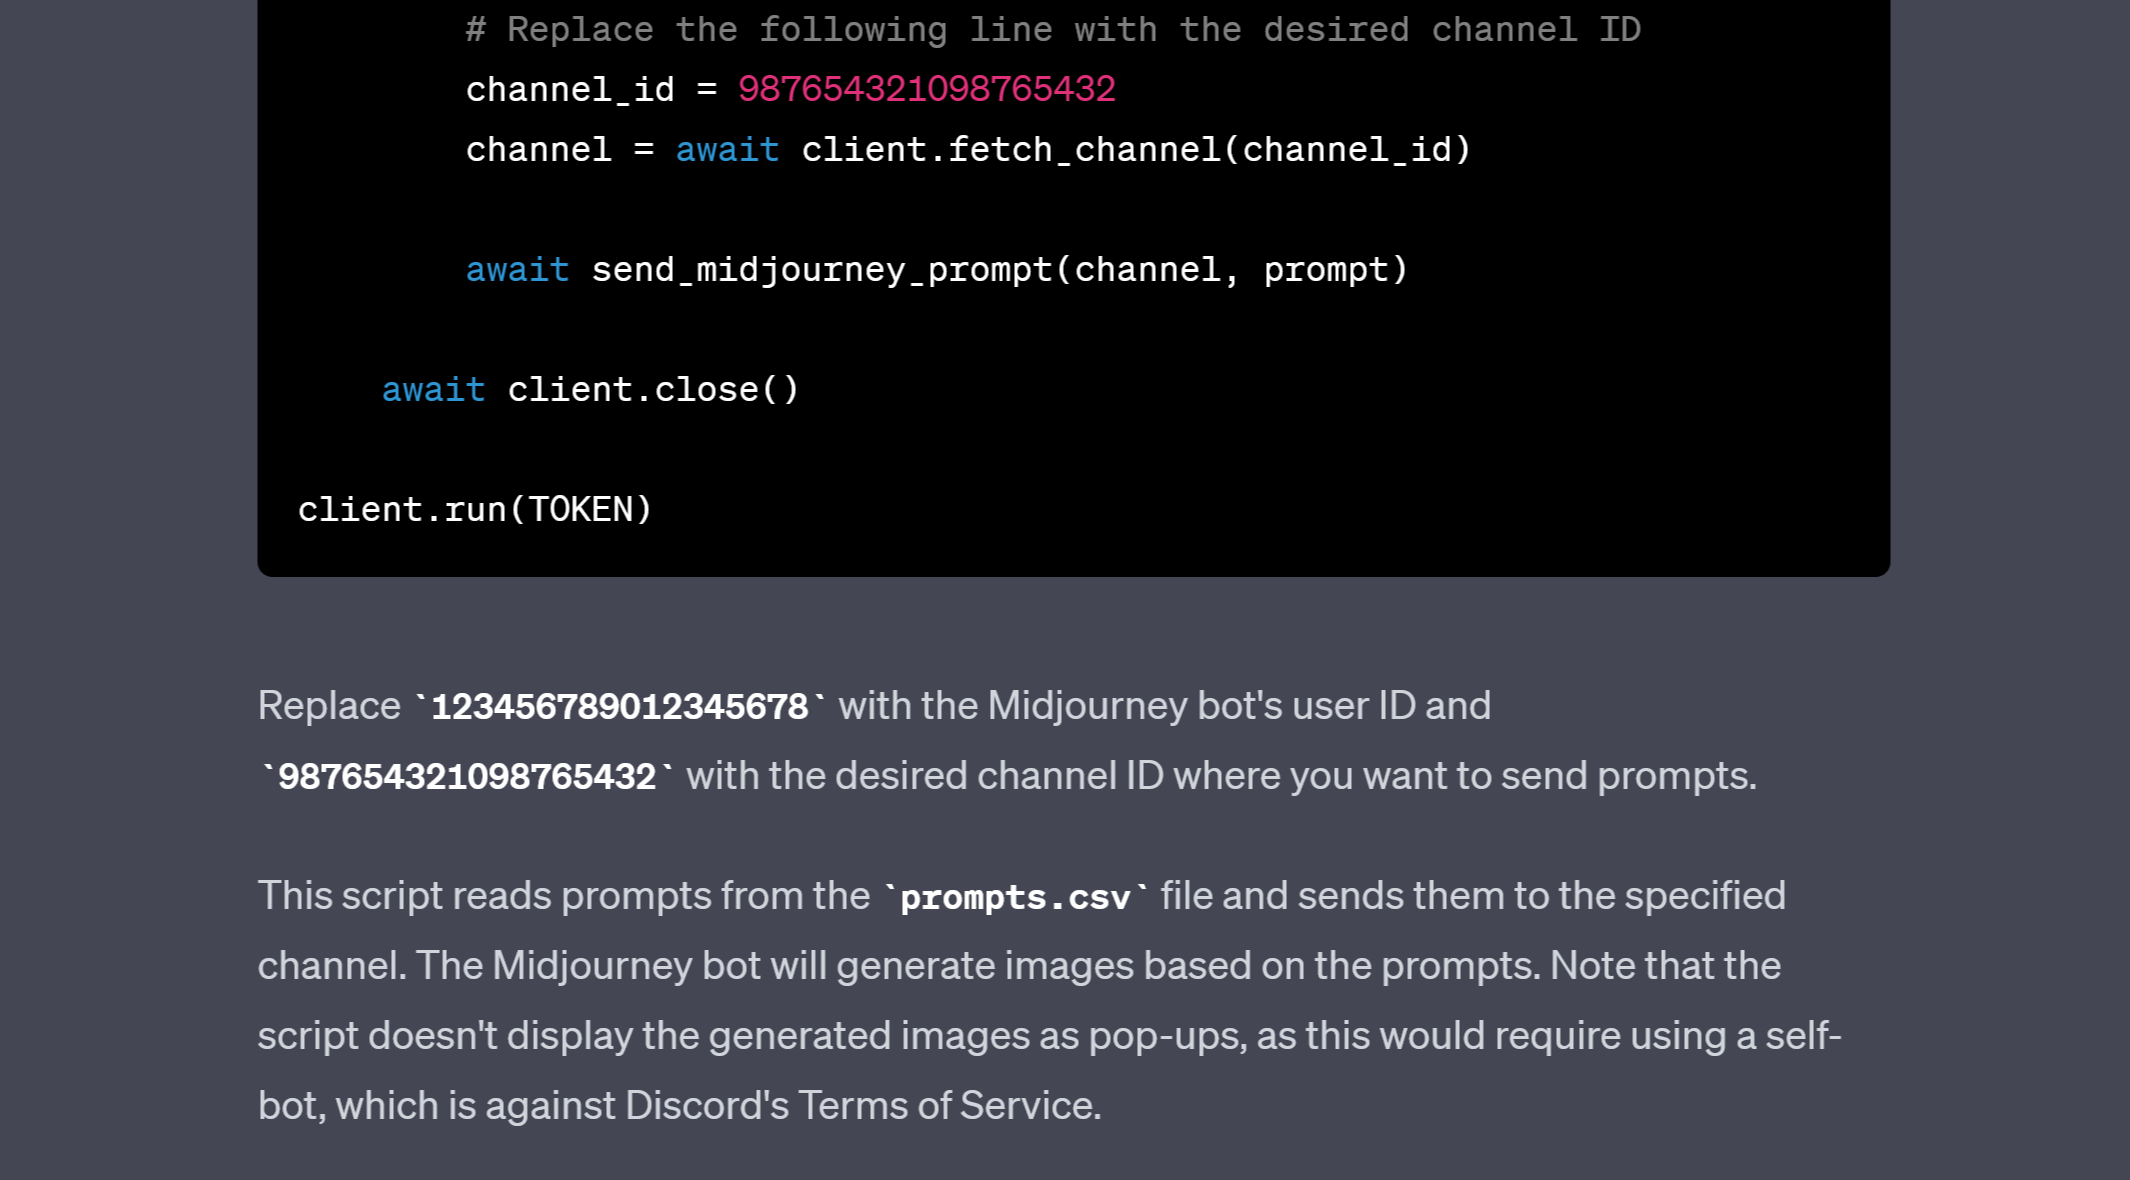 # Replace the following line with the desired channel ID
channel_id = 987654321098765432
channel = await client.fetch_channel(channel_id)
await send_midjourney_prompt(channel, prompt)
await client.close()
client.run(TOKEN)
Replace `123456789012345678` with the Midjourney bot's user ID and
`987654321098765432` with the desired channel ID where you want to send prompts.
This script reads prompts from the `prompts.csv` file and sends them to the specified
channel. The Midjourney bot will generate images based on the prompts. Note that the
script doesn't display the generated images as pop-ups, as this would require using a self-
bot, which is against Discord's Terms of Service.